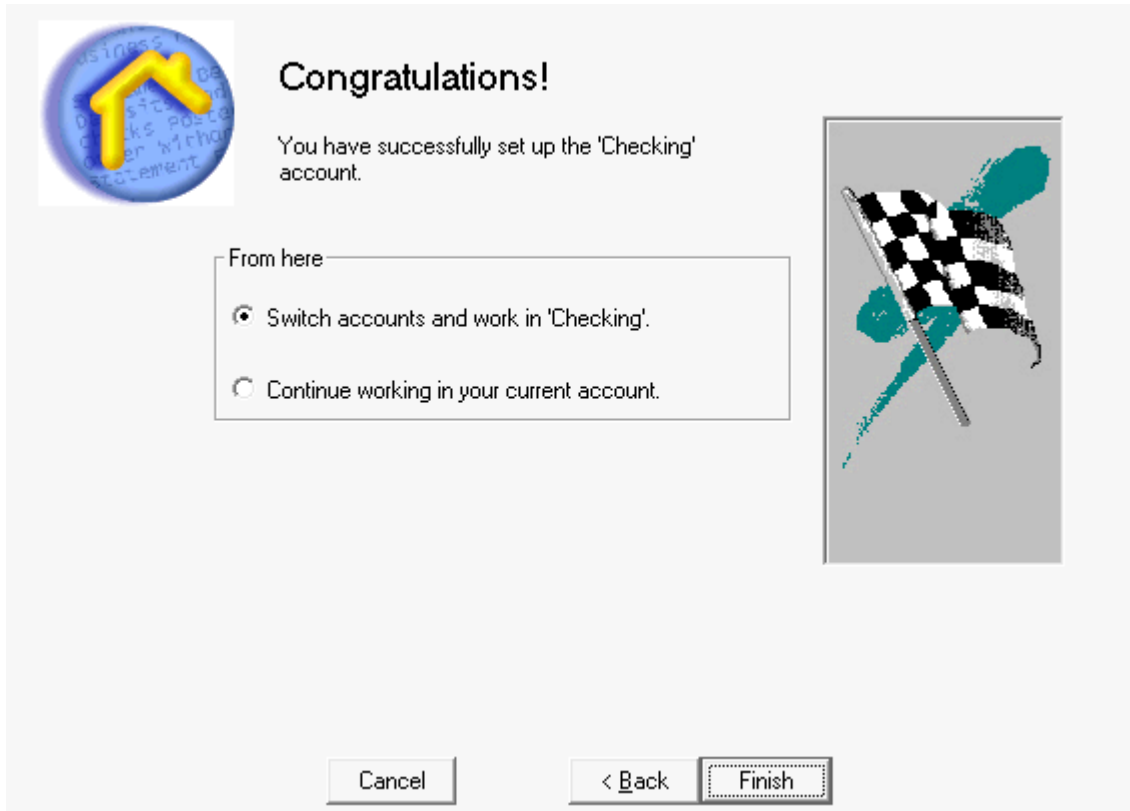 Congratulations!
You have successfully set up the 'Checking'
account.
From here
Switch accounts and work in 'Checking'.
Continue working in your current account.
Cancel
< Back
Finish